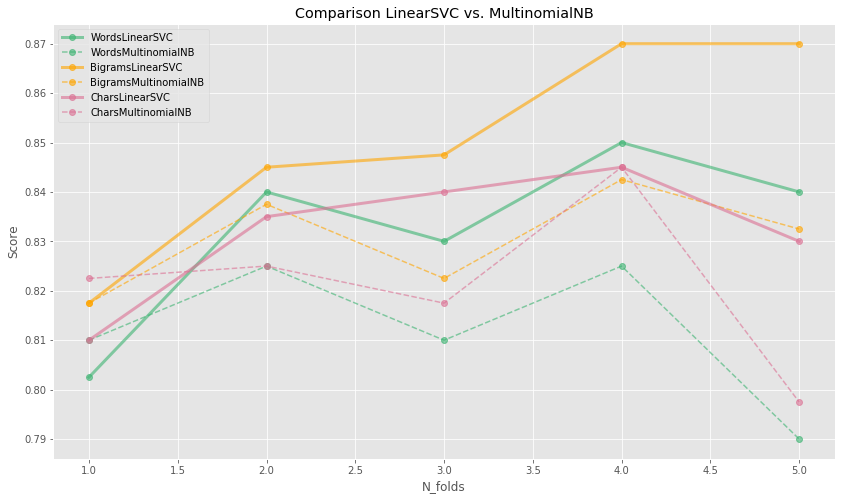 Comparison LinearSVC vs. MultinomialNB
WordsLinearSVC
WordsMultinomialNB
BigramsLinearSVC
BigramsMultinomialNB
CharsLinearSVC
CharsMultinomialNB
0.87
0.86
0.85
0.84
0.83
0.82
0.81
0.80
0.79
Score
1.0 1.5 2.0 2.5 3.0 3.5 4.0 4.5 5.0
N_folds